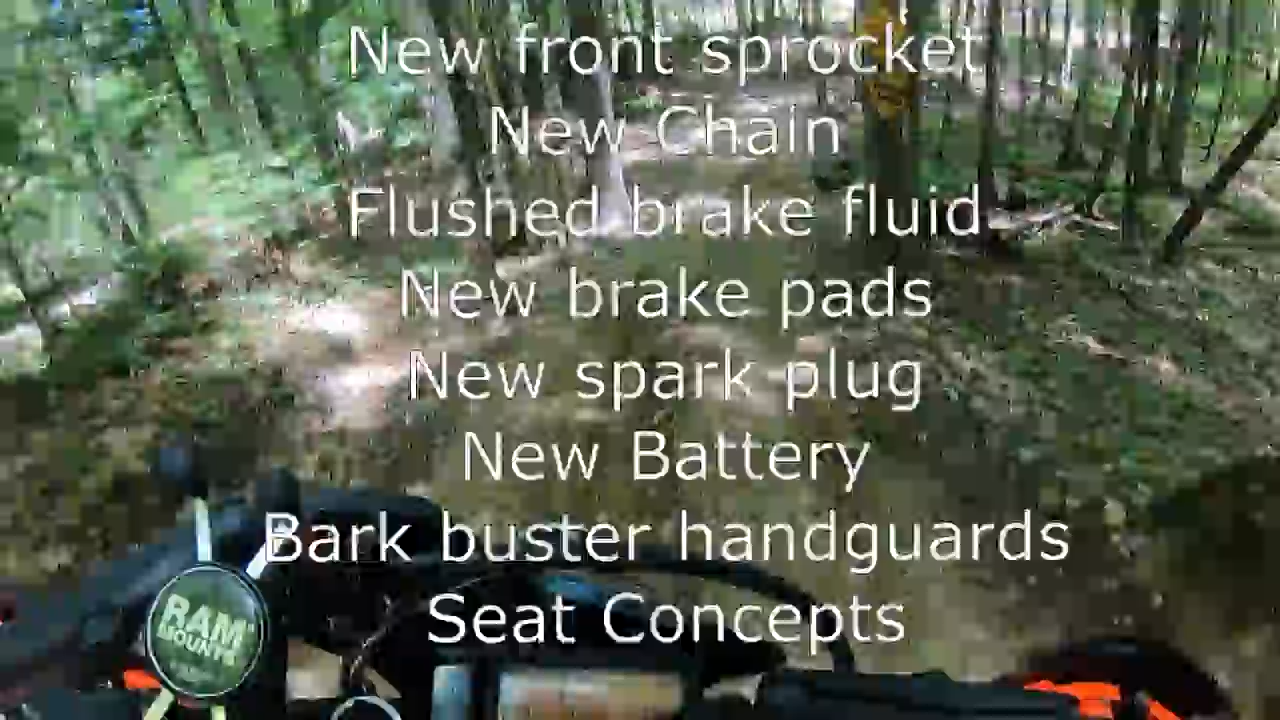 New front sprocket
New Chain
Flushed brake fluid
New brake pads
New spark plug
New Battery
Bark buster handguards
Seat Concepts
RAM
MOUNTS